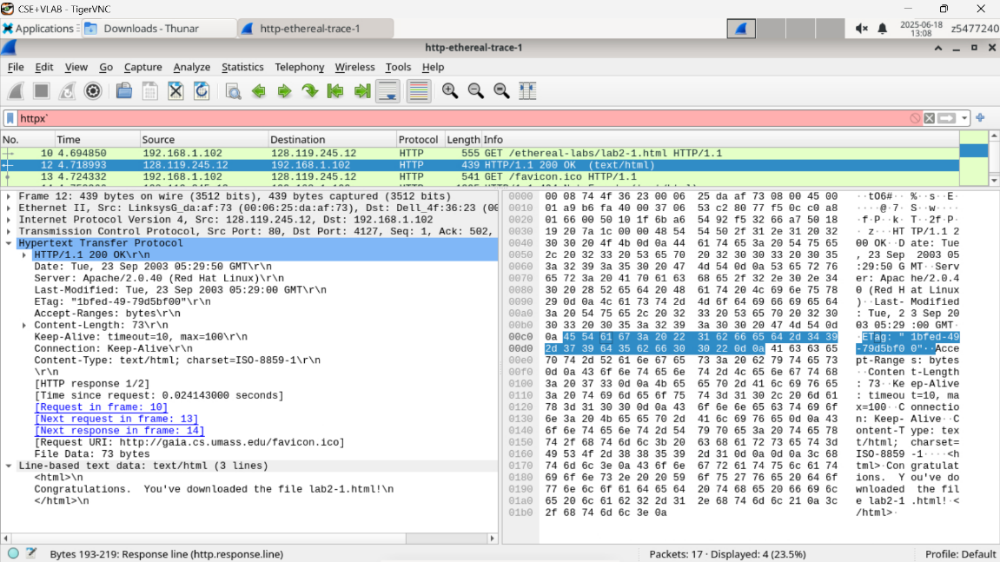 CSE+VLAB - TigerVNC
Applications Downloads - Thunar http-ethereal-trace-1 2025-06-18 13:08 z5477240
http-ethereal-trace-1
File Edit View Go Capture Analyze Statistics Telephony Wireless Tools Help
httpx`
No. Time Source Destination Protocol Length Info
10 4.694850 192.168.1.102 128.119.245.12 HTTP 555 GET /ethereal-labs/lab2-1.html HTTP/1.1
12 4.718993 128.119.245.12 192.168.1.102 HTTP 439 HTTP/1.1 200 OK (text/html)
13 4.724332 192.168.1.102 128.119.245.12 HTTP 541 GET /favicon.ico HTTP/1.1
Frame 12: 439 bytes on wire (3512 bits), 439 bytes captured (3512 bits)
Ethernet II, Src: LinksysG_da:af:73 (00:06:25:da:af:73), Dst: Dell_4f:36:23 (00
Internet Protocol Version 4, Src: 128.119.245.12, Dst: 192.168.1.102
Transmission Control Protocol, Src Port: 80, Dst Port: 4127, Seq: 1, Ack: 502,
Hypertext Transfer Protocol
HTTP/1.1 200 OK\r\n
Date: Tue, 23 Sep 2003 05:29:50 GMT\r\n
Server: Apache/2.0.40 (Red Hat Linux)\r\n
Last-Modified: Tue, 23 Sep 2003 05:29:00 GMT\r\n
ETag: "1bfed-49-79d5bf00"\r\n
Accept-Ranges: bytes\r\n
Content-Length: 73\r\n
Keep-Alive: timeout=10, max=100\r\n
Connection: Keep-Alive\r\n
Content-Type: text/html; charset=ISO-8859-1\r\n
\r\n
[HTTP response 1/2]
[Time since request: 0.024143000 seconds]
[Request in frame: 10]
[Next request in frame: 13]
[Next response in frame: 14]
[Request URI: http://gaia.cs.umass.edu/favicon.ico]
File Data: 73 bytes
Line-based text data: text/html (3 lines)
<html>\n
Congratulations.  You've downloaded the file lab2-1.html!\n
</html>\n
0000 00 08 74 4f 36 23 00 06 25 da af 73 08 00 45 00 ··tO6#·· %··s··E·
0010 01 a9 b6 fa 40 00 37 06 53 c2 80 77 f5 0c c0 a8 ····@·7· S··w····
0020 01 66 00 50 10 1f 6b a6 54 92 f5 32 66 a7 50 18 ·f·P··k· T··2f·P·
0030 19 20 7a 1c 00 00 48 54 54 50 2f 31 2e 31 20 32 · z···HT TP/1.1 2
0040 30 30 20 4f 4b 0d 0a 44 61 74 65 3a 20 54 75 65 00 OK··D ate: Tue
0050 2c 20 32 33 20 53 65 70 20 32 30 30 33 20 30 35 , 23 Sep 2003 05
0060 3a 32 39 3a 35 30 20 47 4d 54 0d 0a 53 65 72 76 :29:50 G MT··Serv
0070 65 72 3a 20 41 70 61 63 68 65 2f 32 2e 30 2e 34 er: Apac he/2.0.4
0080 30 20 28 52 65 64 20 48 61 74 20 4c 69 6e 75 78 0 (Red H at Linux
0090 29 0d 0a 4c 61 73 74 2d 4d 6f 64 69 66 69 65 64 )··Last- Modified
00a0 3a 20 54 75 65 2c 20 32 33 20 53 65 70 20 32 30 : Tue, 2 3 Sep 20
00b0 30 33 20 30 35 3a 32 39 3a 30 30 20 47 4d 54 0d 03 05:29 :00 GMT·
00c0 0a 45 54 61 67 3a 20 22 31 62 66 65 64 2d 34 39 ·ETag: " 1bfed-49
00d0 2d 37 39 64 35 62 66 30 30 22 0d 0a 41 63 63 65 -79d5bf0 0"··Acce
00e0 70 74 2d 52 61 6e 67 65 73 3a 20 62 79 74 65 73 pt-Range s: bytes
00f0 0d 0a 43 6f 6e 74 65 6e 74 2d 4c 65 6e 67 74 68 ··Conten t-Length
0100 3a 20 37 33 0d 0a 4b 65 65 70 2d 41 6c 69 76 65 : 73··Ke ep-Alive
0110 3a 20 74 69 6d 65 6f 75 74 3d 31 30 2c 20 6d 61 : timeou t=10, ma
0120 78 3d 31 30 30 0d 0a 43 6f 6e 6e 65 63 74 69 6f x=100··C onnectio
0130 6e 3a 20 4b 65 65 70 2d 41 6c 69 76 65 0d 0a 43 n: Keep- Alive··C
0140 6f 6e 74 65 6e 74 2d 54 79 70 65 3a 20 74 65 78 ontent-T ype: tex
0150 74 2f 68 74 6d 6c 3b 20 63 68 61 72 73 65 74 3d t/html; charset=
0160 49 53 4f 2d 38 38 35 39 2d 31 0d 0a 0d 0a 3c 68 ISO-8859 -1····<h
0170 74 6d 6c 3e 0a 43 6f 6e 67 72 61 74 75 6c 61 74 tml>·Con gratulat
0180 69 6f 6e 73 2e 20 20 59 6f 75 27 76 65 20 64 6f ions.  Y ou've do
0190 77 6e 6c 6f 61 64 65 64 20 74 68 65 20 66 69 6c wnloaded the fil
01a0 65 20 6c 61 62 32 2d 31 2e 68 74 6d 6c 21 0a 3c e lab2-1 .html!·<
01b0 2f 68 74 6d 6c 3e 0a /html>·
Bytes 193-219: Response line (http.response.line) Packets: 17 · Displayed: 4 (23.5%) Profile: Default